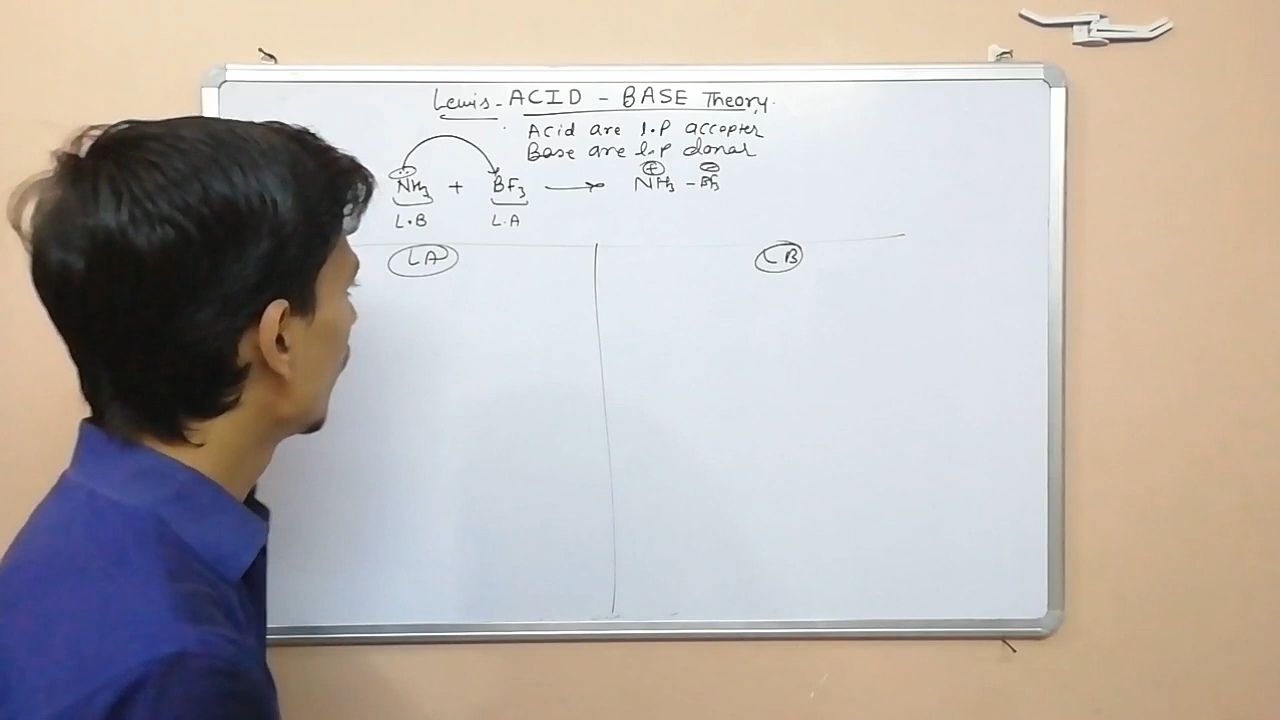 Lewis - ACID - BASE Theory.
Acid are l.p accepter
Base are l.p donar
NH3 + BF3 → NH3 - BF3
⊕ ⊖
L.B L.A
LA LB